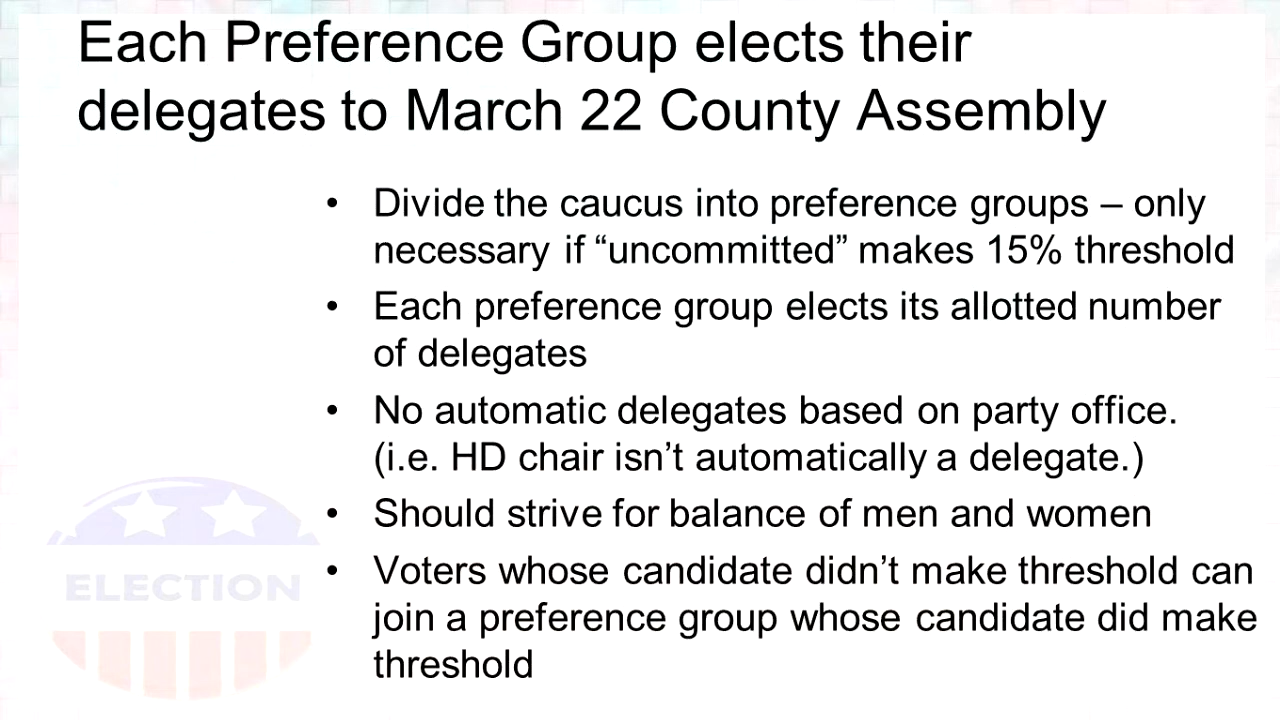 Each Preference Group elects their
delegates to March 22 County Assembly
• Divide the caucus into preference groups – only
necessary if “uncommitted” makes 15% threshold
• Each preference group elects its allotted number
of delegates
• No automatic delegates based on party office.
(i.e. HD chair isn’t automatically a delegate.)
• Should strive for balance of men and women
• Voters whose candidate didn’t make threshold can
join a preference group whose candidate did make
threshold
ELECTION